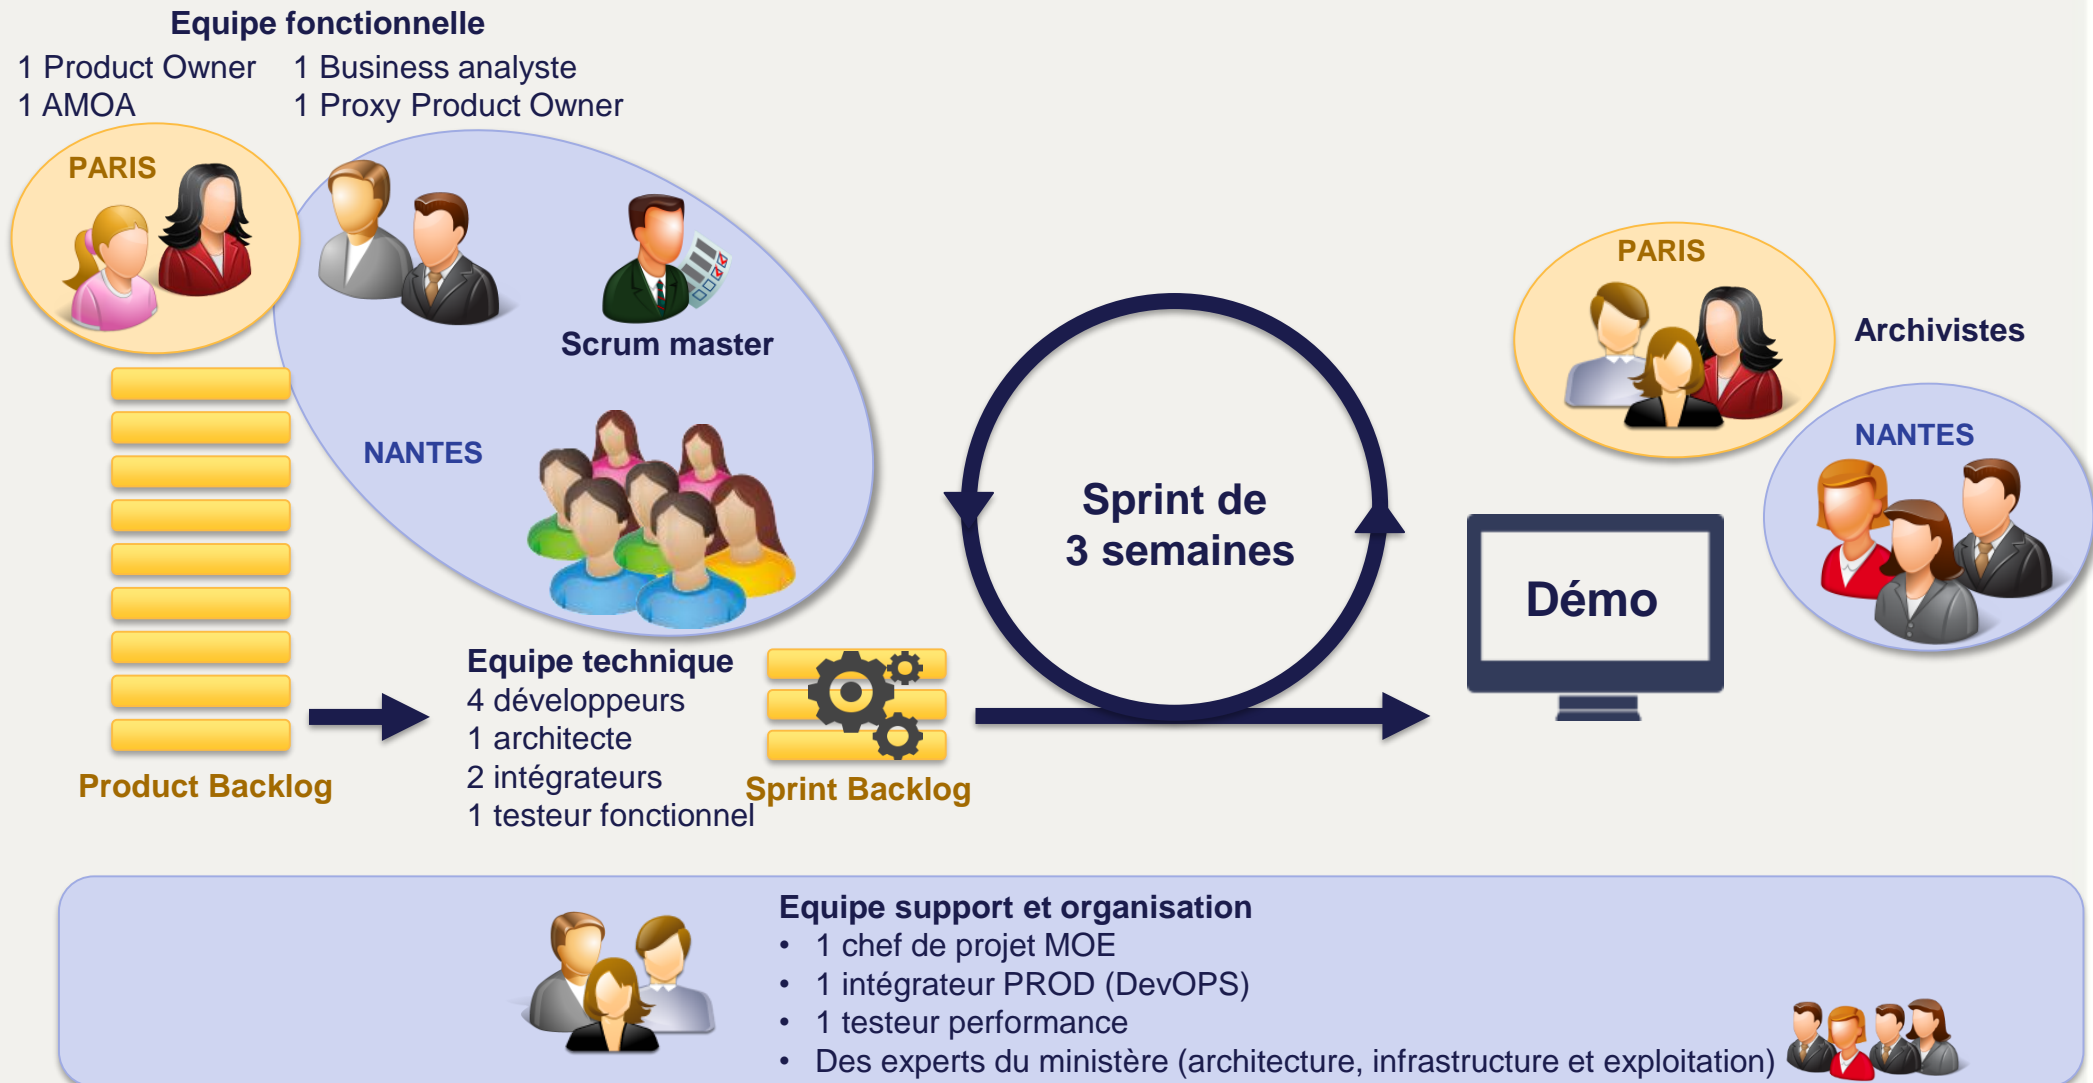 Equipe fonctionnelle
1 Product Owner
1 AMOA
1 Business analyste
1 Proxy Product Owner
PARIS
Scrum master
NANTES
Product Backlog
Equipe technique
4 développeurs
1 architecte
2 intégrateurs
1 testeur fonctionnel
Sprint Backlog
Sprint de
3 semaines
Démo
PARIS
Archivistes
NANTES
Equipe support et organisation
• 1 chef de projet MOE
• 1 intégrateur PROD (DevOPS)
• 1 testeur performance
• Des experts du ministère (architecture, infrastructure et exploitation)